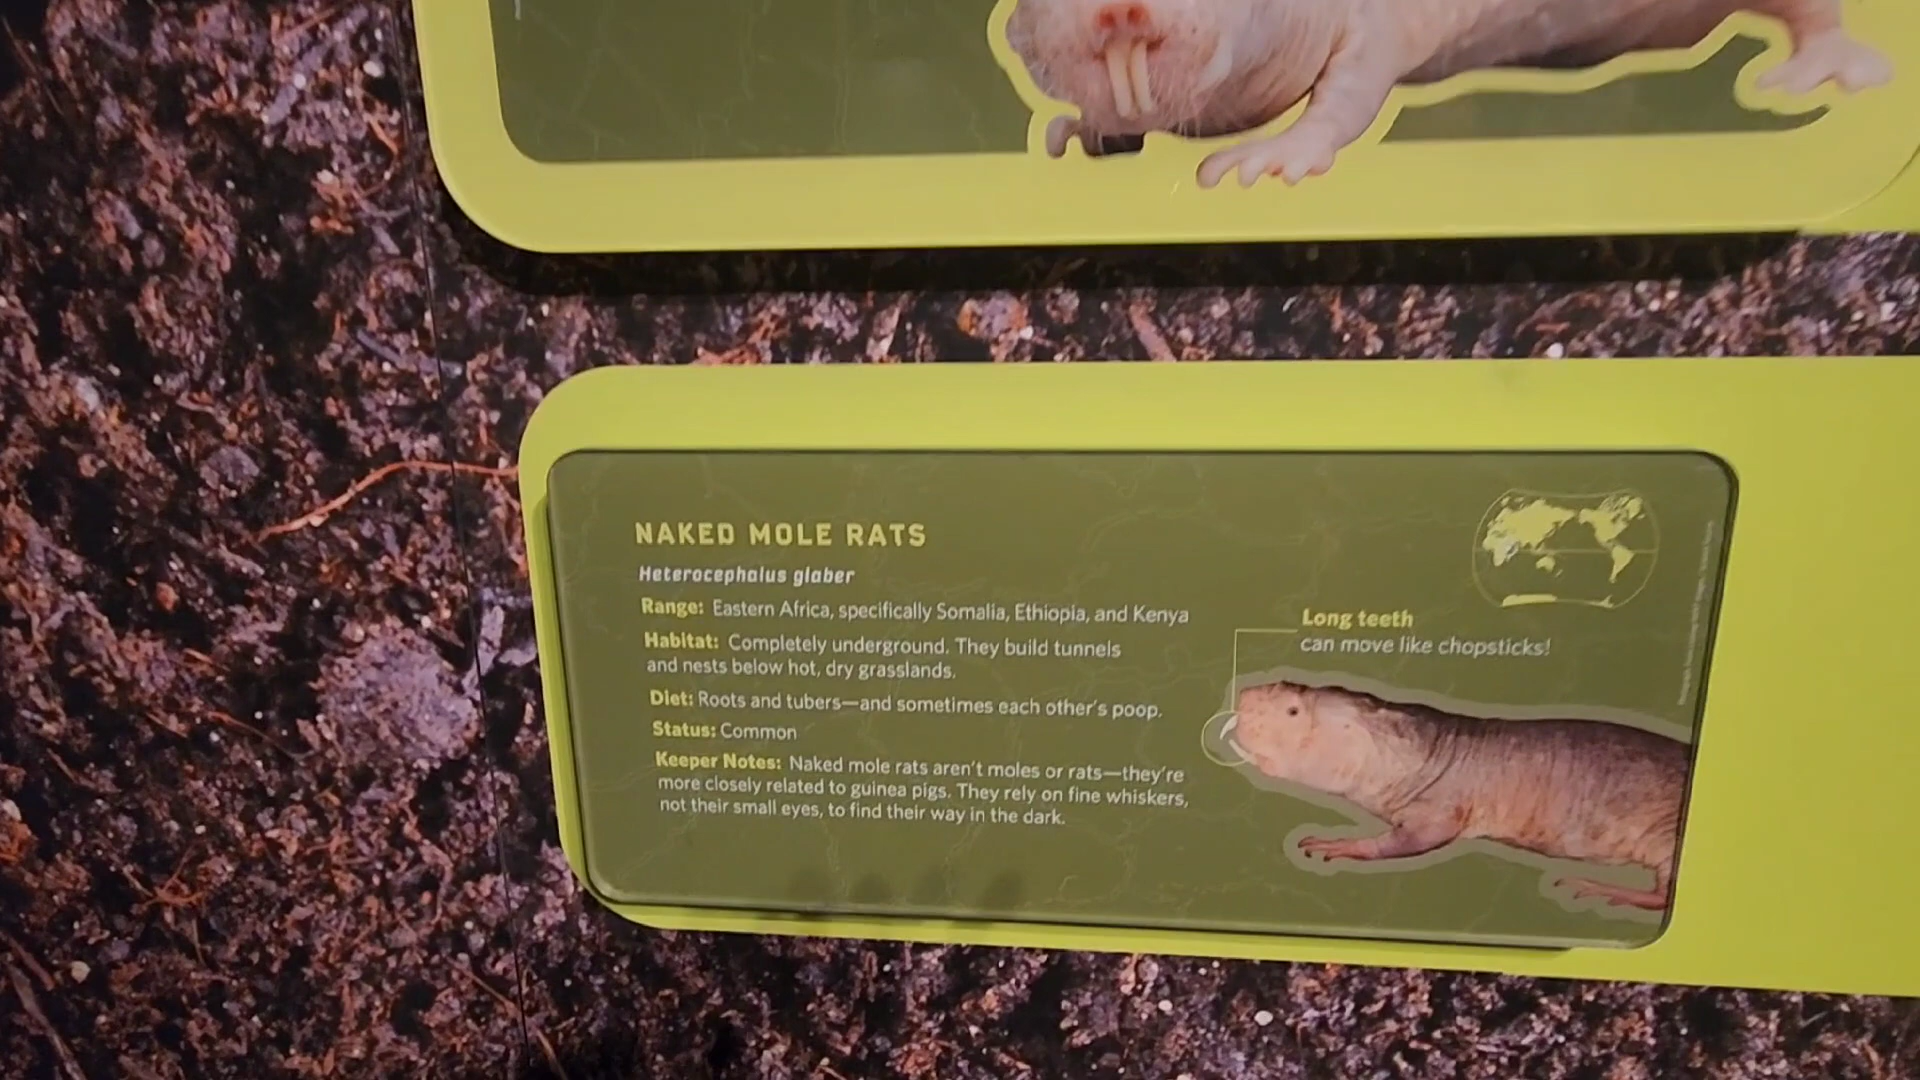 NAKED MOLE RATS
Heterocephalus glaber
Range: Eastern Africa, specifically Somalia, Ethiopia, and Kenya
Habitat: Completely underground. They build tunnels
and nests below hot, dry grasslands.
Diet: Roots and tubers—and sometimes each other's poop.
Status: Common
Keeper Notes: Naked mole rats aren't moles or rats—they're
more closely related to guinea pigs. They rely on fine whiskers,
not their small eyes, to find their way in the dark.
Long teeth
can move like chopsticks!